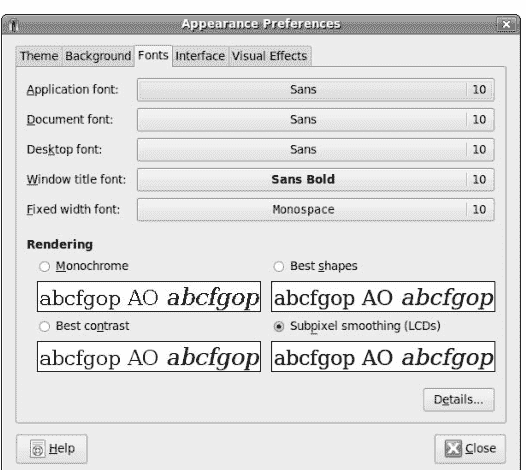 Appearance Preferences
Theme Background Fonts Interface Visual Effects
Application font: Sans 10
Document font: Sans 10
Desktop font: Sans 10
Window title font: Sans Bold 10
Fixed width font: Monospace 10
Rendering
Monochrome Best shapes
abcfgop AO abcfgop abcfgop AO abcfgop
Best contrast Subpixel smoothing (LCDs)
abcfgop AO abcfgop abcfgop AO abcfgop
Details...
Help Close